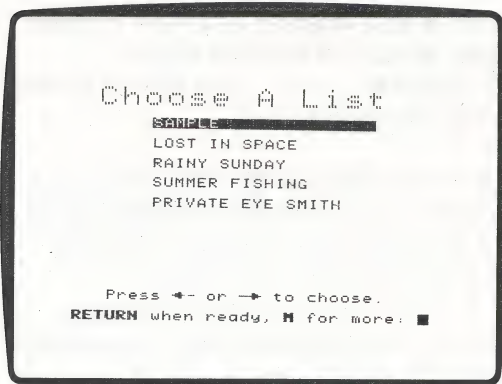 Choose A List
SAMPLE
LOST IN SPACE
RAINY SUNDAY
SUMMER FISHING
PRIVATE EYE SMITH
Press ←- or -→ to choose.
RETURN when ready, M for more: